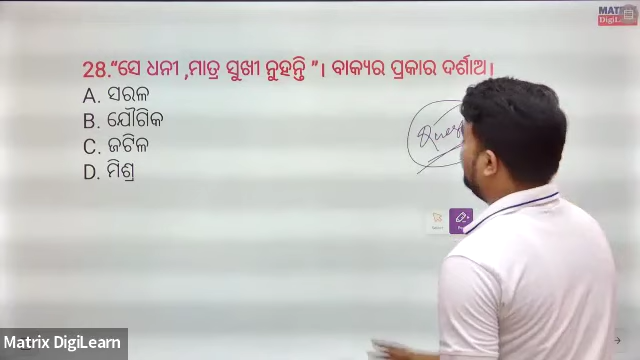 28."ସେ ଧନୀ ,ମାତ୍ର ସୁଖୀ ନୁହନ୍ତି "। ବାକ୍ୟର ପ୍ରକାର ଦର୍ଶାଅ।
A. ସରଳ
B. ଯୌଗିକ
C. ଜଟିଳ
D. ମିଶ୍ର
Matrix DigiLearn